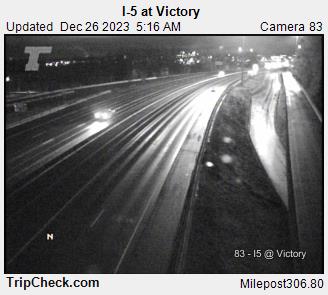 I-5 at Victory
Updated Dec 26 2023 5:16 AM Camera 83
T
N
83 - I5 @ Victory
TripCheck.com Milepost306.80